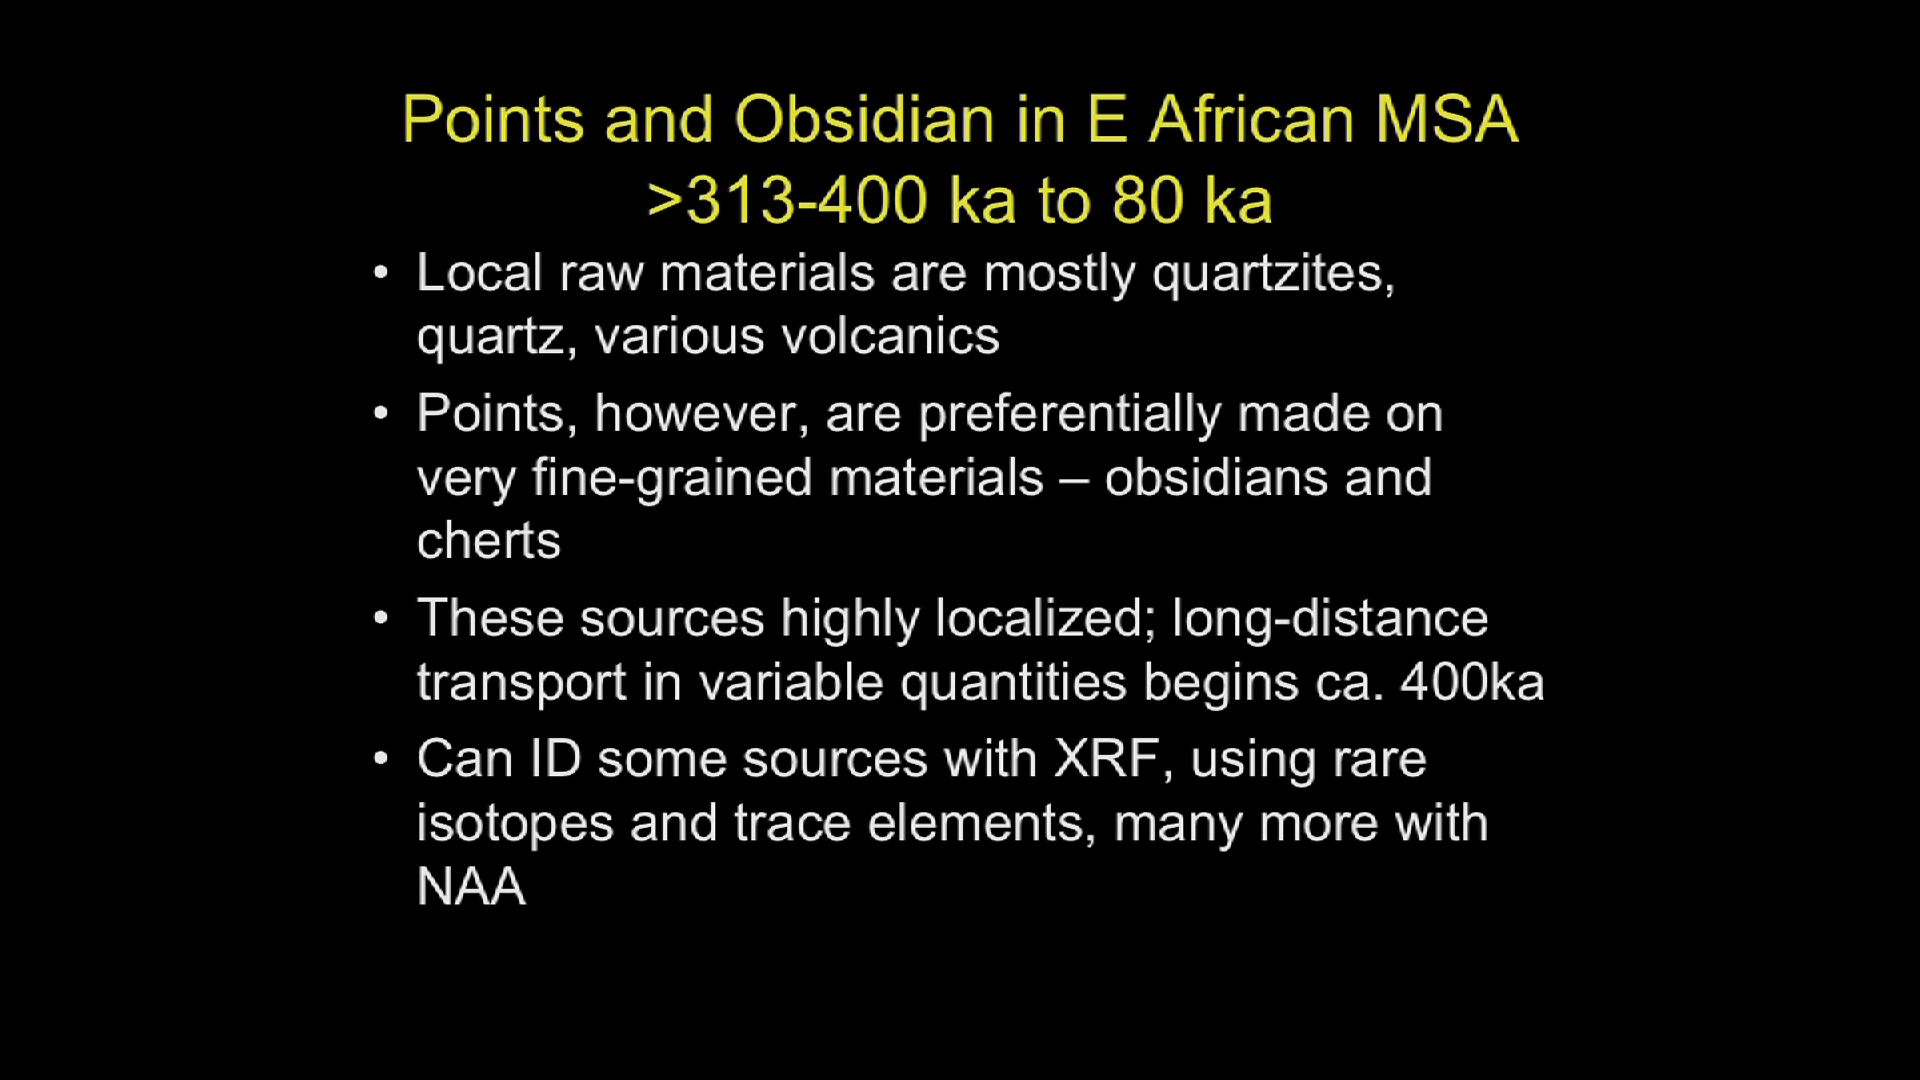 Points and Obsidian in E African MSA
>313-400 ka to 80 ka
• Local raw materials are mostly quartzites,
quartz, various volcanics
• Points, however, are preferentially made on
very fine-grained materials – obsidians and
cherts
• These sources highly localized; long-distance
transport in variable quantities begins ca. 400ka
• Can ID some sources with XRF, using rare
isotopes and trace elements, many more with
NAA